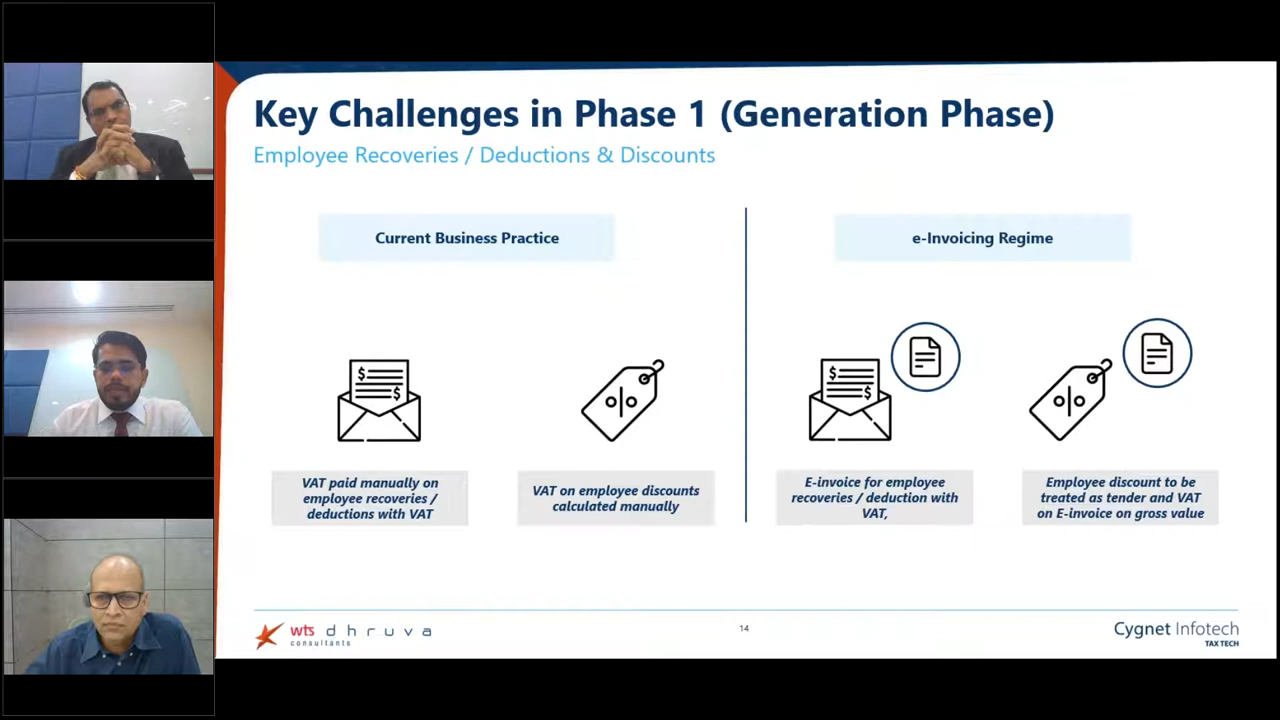 Key Challenges in Phase 1 (Generation Phase)
Employee Recoveries / Deductions & Discounts
Current Business Practice
e-Invoicing Regime
$
$
%
$
$
%
VAT paid manually on
employee recoveries /
deductions with VAT
VAT on employee discounts
calculated manually
E-invoice for employee
recoveries / deduction with
VAT,
Employee discount to be
treated as tender and VAT
on E-invoice on gross value
wts dhruva
consultants
14
Cygnet Infotech
TAX TECH